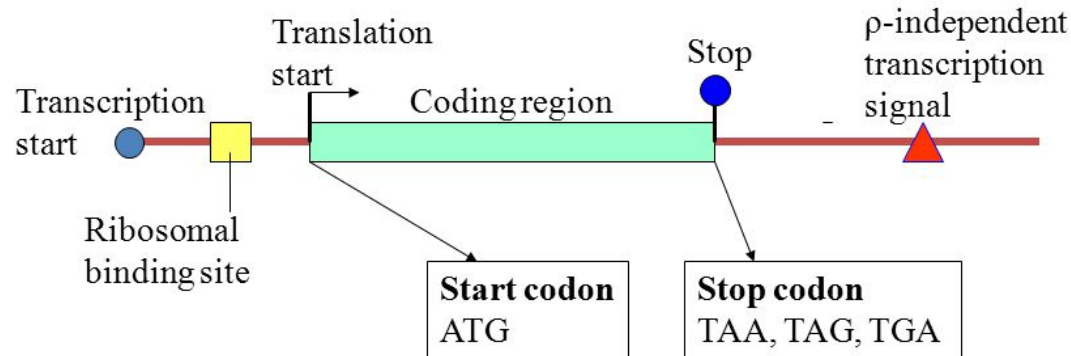 Transcription
start
Ribosomal
binding site
Translation
start
Coding region
Stop
ρ-independent
transcription
signal
Start codon
ATG
Stop codon
TAA, TAG, TGA